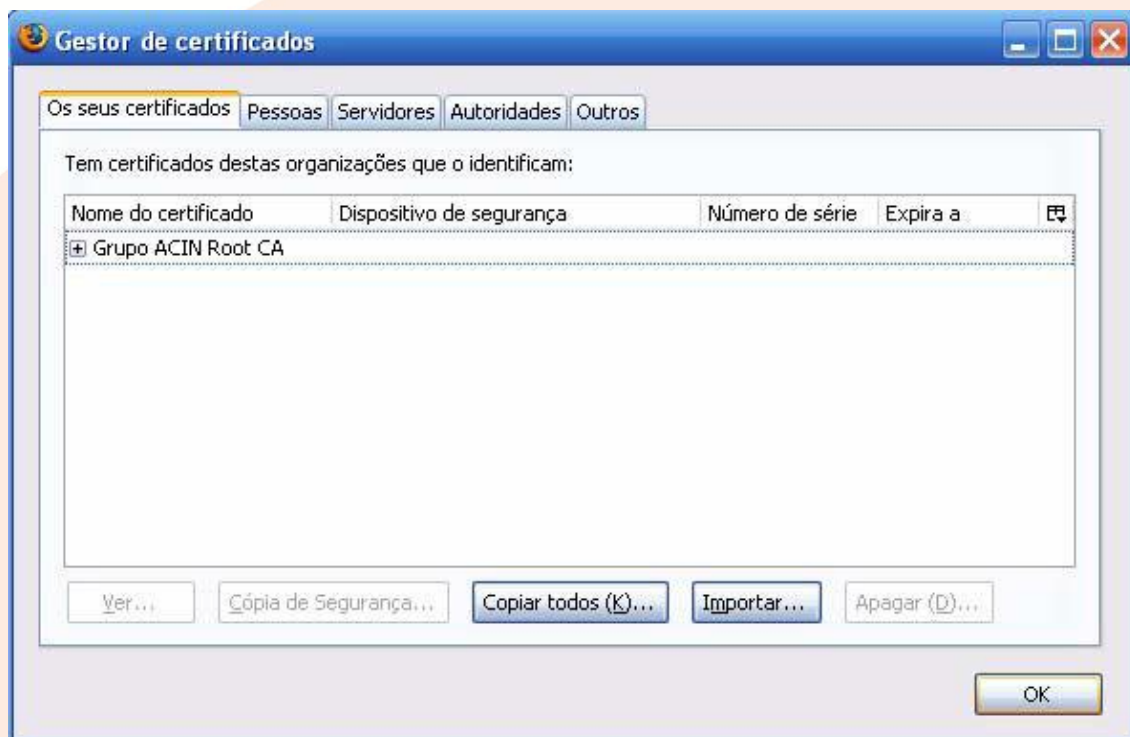 Gestor de certificados
Os seus certificados Pessoas Servidores Autoridades Outros
Tem certificados destas organizações que o identificam:
Nome do certificado Dispositivo de segurança Número de série Expira a
Grupo ACIN Root CA
Ver... Cópia de Segurança... Copiar todos (K)... Importar... Apagar (D)...
OK